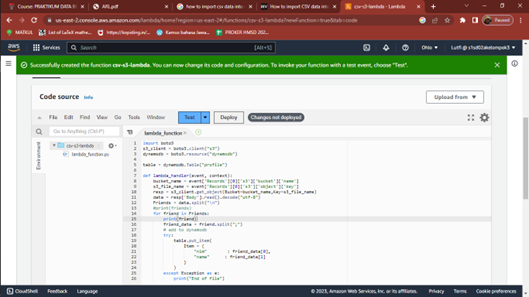 Course: PRAKTIKUM DATA S
APE.pdf
how to import csv data into
How to import CSV data in
csv-s3-lambda - Lambda
us-east-2.console.aws.amazon.com/lambda/home?region=us-east-2#/functions/csv-s3-lambda?newFunction=true&tab=code
Paused
MATKUL
List of LaTeX mathe...
https://kopsiling.m/...
Kamus bahasa Jawa...
PROKER HMSD 202...
aws
Services
Search
[Alt+S]
Ohio
Successfully created the function csv-s3-lambda. You can now change its code and configuration. To invoke your function with a test event, choose "Test".
Code source Info
Upload from
File Edit Find View Go Tools Window
Test
Deploy
Changes not deployed
Go to Anything (Ctrl-P)
lambda_function
Environment
csv-s3-lambda
lambda_function.py
1 import boto3
2 s3_client = boto3.client("s3")
3 dynamodb = boto3.resource("dynamodb")
4
5 table = dynamodb.Table("profile")
6
7 def lambda_handler(event, context):
8 bucket_name = event['Records'][0]['s3']['bucket']['name']
9 s3_file_name = event['Records'][0]['s3']['object']['key']
10 resp = s3_client.get_object(Bucket=bucket_name,Key=s3_file_name)
11 data = resp['Body'].read().decode("utf-8")
12 friends = data.split("\n")
13 #print(friends)
14 for friend in friends:
15 print(friend)
16 friend_data = friend.split(";")
17 # add to dynamodb
18 try:
19 table.put_item(
20 Item = {
21 "nim" : friend_data[0],
22 "name" : friend_data[1]
23 }
24 )
25 except Exception as e:
26 print("End of file")
CloudShell
Feedback
Language
© 2023, Amazon Web Services, Inc. or its affiliates.
Privacy
Terms
Cookie preferences